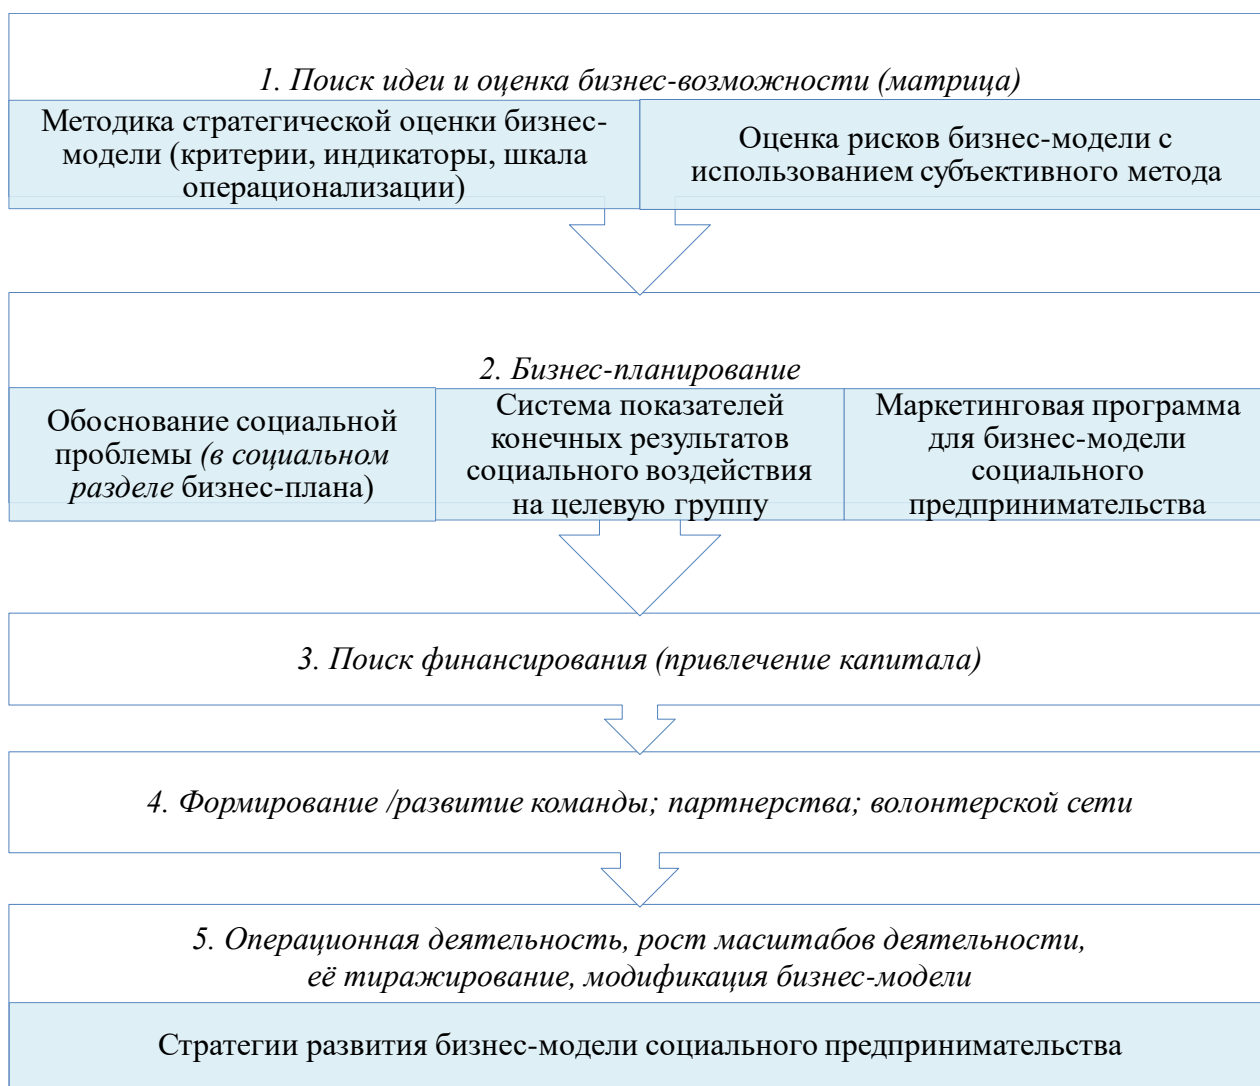 1. Поиск идеи и оценка бизнес-возможности (матрица)
Методика стратегической оценки бизнес-
модели (критерии, индикаторы, шкала
операционализации)
Оценка рисков бизнес-модели с
использованием субъективного метода
2. Бизнес-планирование
Обоснование социальной
проблемы (в социальном
разделе бизнес-плана)
Система показателей
конечных результатов
социального воздействия
на целевую группу
Маркетинговая программа
для бизнес-модели
социального
предпринимательства
3. Поиск финансирования (привлечение капитала)
4. Формирование /развитие команды; партнерства; волонтерской сети
5. Операционная деятельность, рост масштабов деятельности,
её тиражирование, модификация бизнес-модели
Стратегии развития бизнес-модели социального предпринимательства